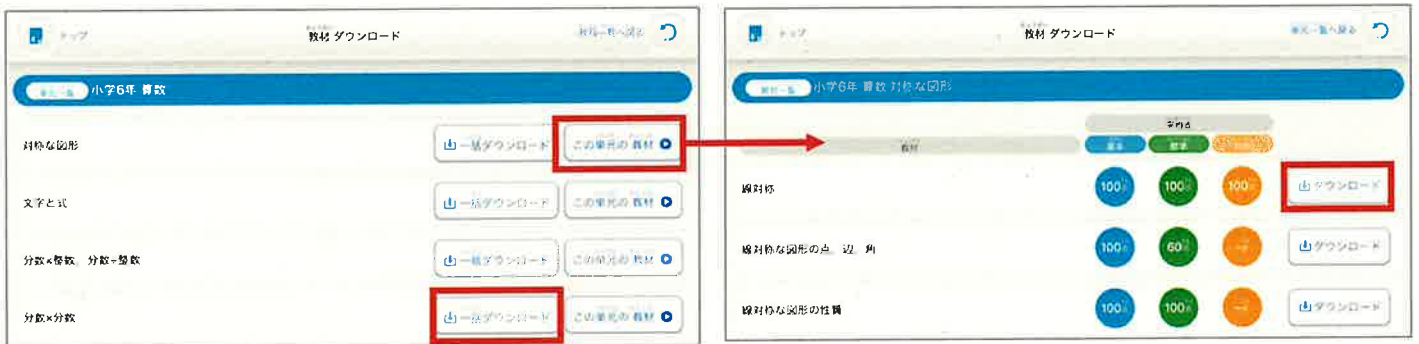 トップ
教材 ダウンロード
教科一覧へ戻る
単元一覧
小学6年 算数
対称な図形
一括ダウンロード
この単元の 教材
文字と式
一括ダウンロード
この単元の 教材
分数×整数 分数÷整数
一括ダウンロード
この単元の 教材
分数×分数
一括ダウンロード
この単元の 教材
トップ
教材 ダウンロード
単元一覧へ戻る
教材一覧
小学6年 算数 対称な図形
教材
基本
標準
線対称
100
100
100
ダウンロード
線対称な図形の点 辺 角
100
60
ダウンロード
線対称な図形の性質
100
100
ダウンロード